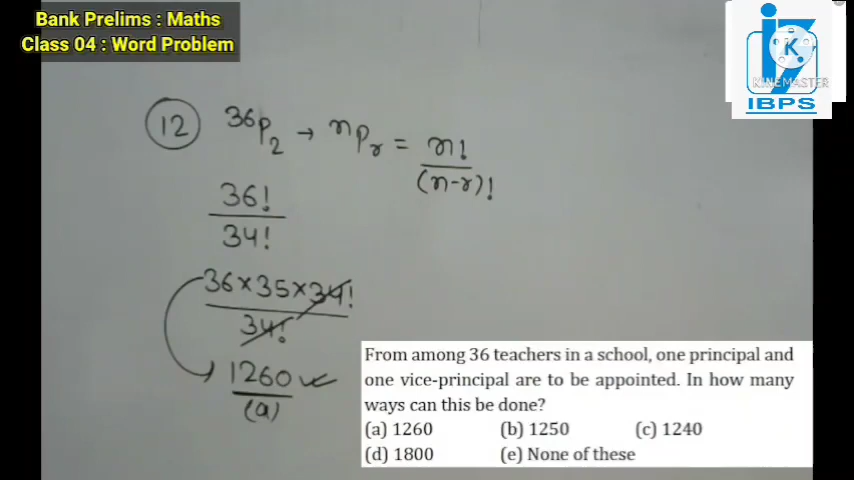 Bank Prelims : Maths
Class 04 : Word Problem
KINEMASTER
IBPS
12 36P2 → nPr = n!/(n-r)!
36!/34!
36×35×34!/34!
1260 ✓
(a)
From among 36 teachers in a school, one principal and
one vice-principal are to be appointed. In how many
ways can this be done?
(a) 1260 (b) 1250 (c) 1240
(d) 1800 (e) None of these